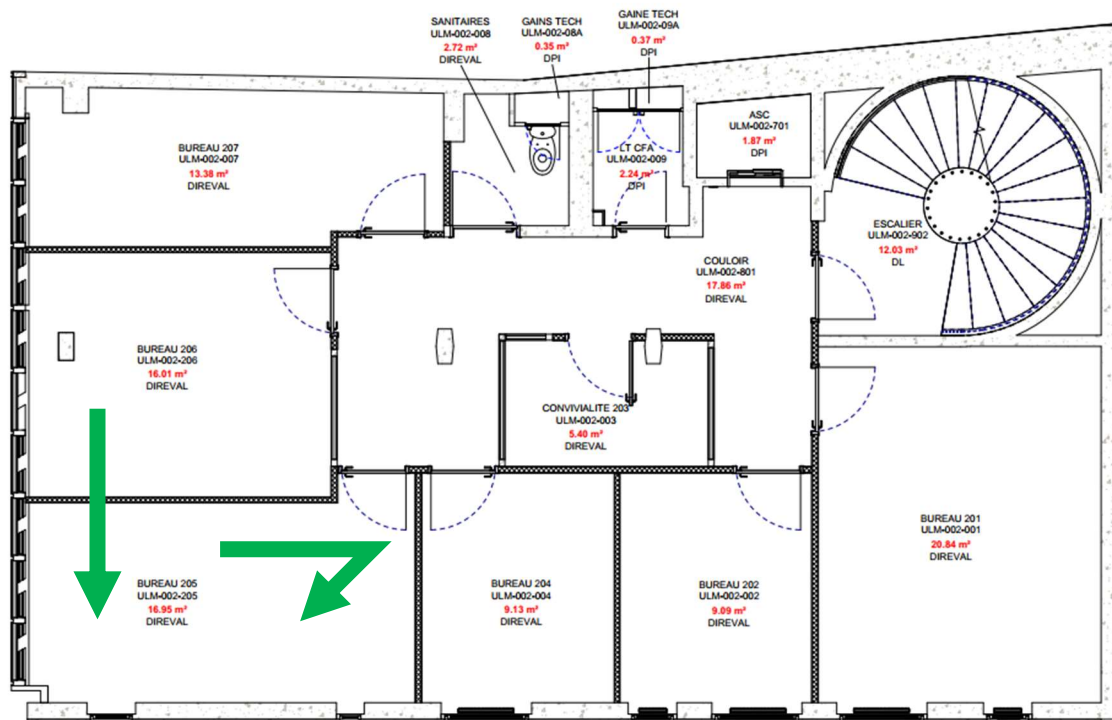 SANITAIRES
ULM-002-008
2.72 m²
DIREVAL
GAINS TECH
ULM-002-08A
0.35 m²
DPI
GAINE TECH
ULM-002-09A
0.37 m²
DPI
ASC
ULM-002-701
1.87 m²
DPI
BUREAU 207
ULM-002-007
13.38 m²
DIREVAL
LT CFA
ULM-002-009
2.24 m²
DPI
ESCALIER
ULM-002-902
12.03 m²
DL
COULOIR
ULM-002-801
17.86 m²
DIREVAL
BUREAU 206
ULM-002-206
16.01 m²
DIREVAL
CONVIVIALITE 203
ULM-002-003
5.40 m²
DIREVAL
BUREAU 201
ULM-002-001
20.84 m²
DIREVAL
BUREAU 205
ULM-002-205
16.95 m²
DIREVAL
BUREAU 204
ULM-002-004
9.13 m²
DIREVAL
BUREAU 202
ULM-002-002
9.09 m²
DIREVAL